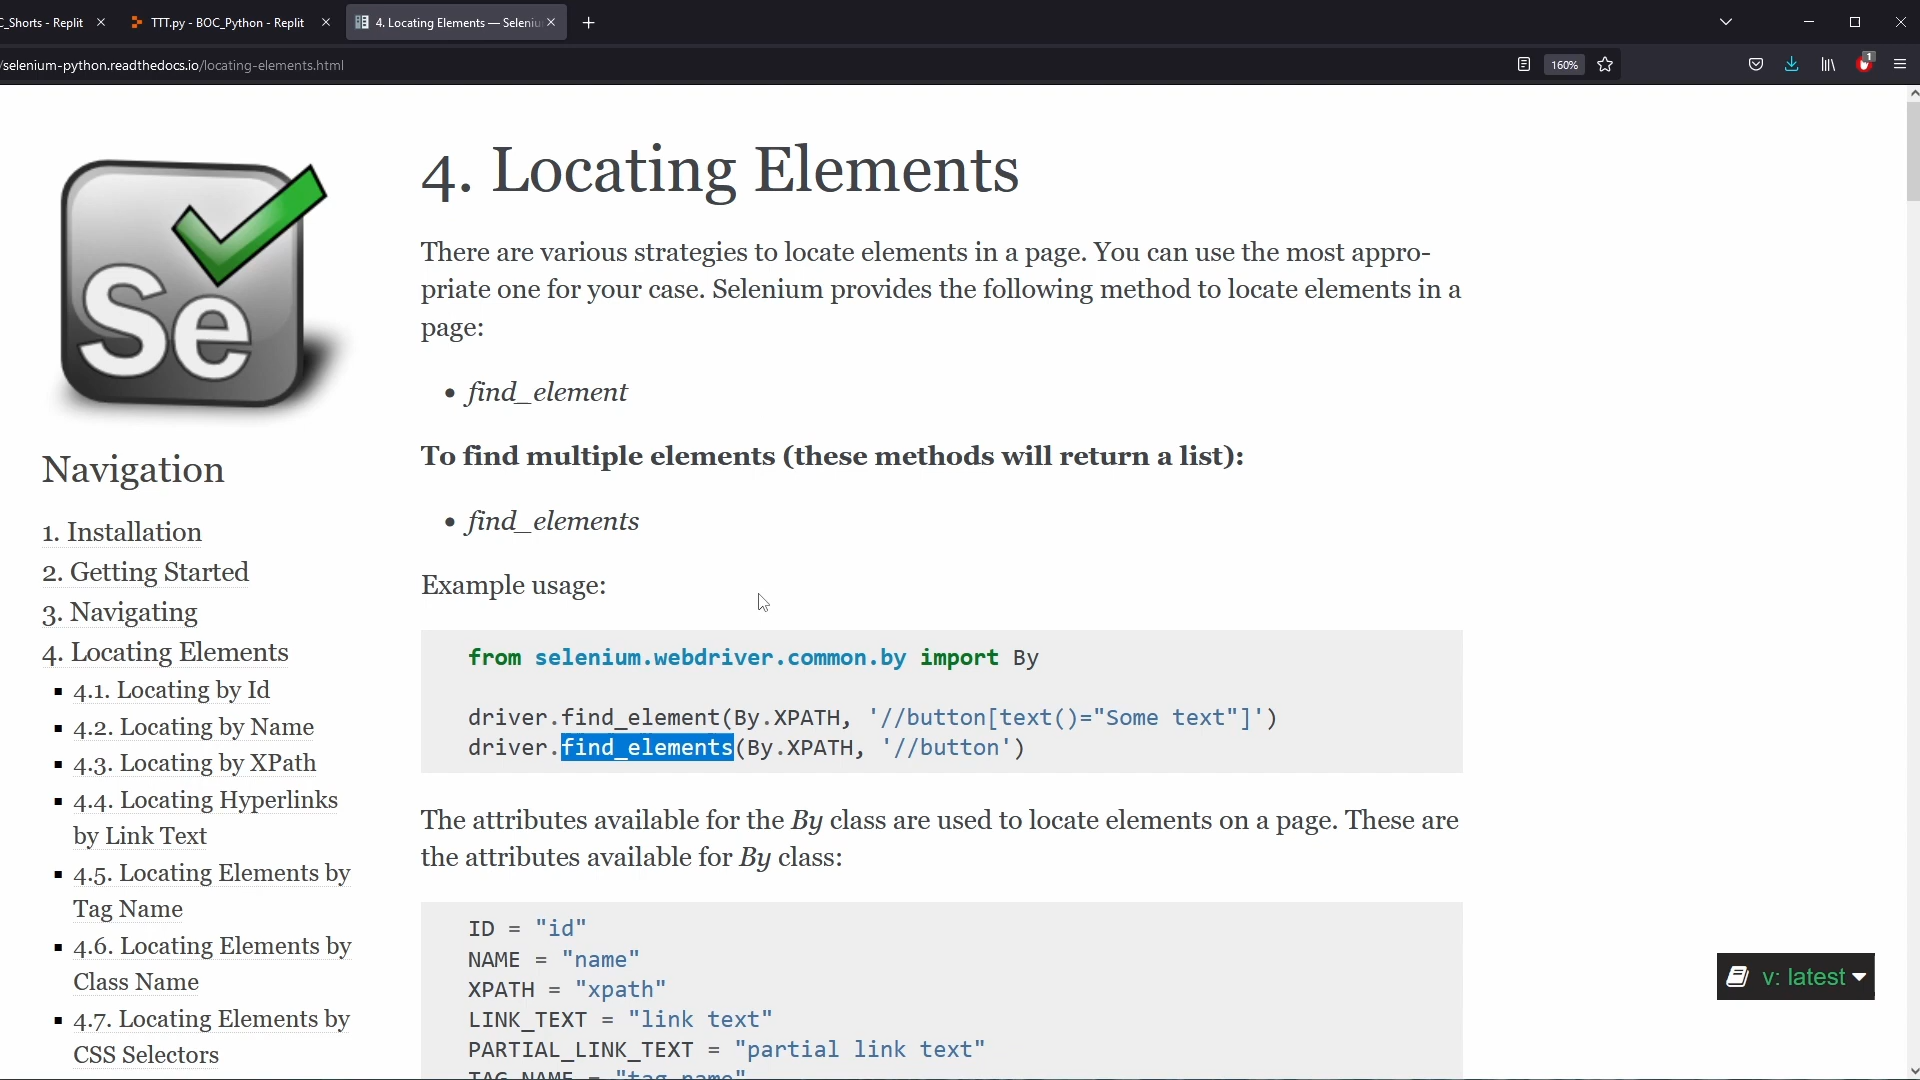 C_Shorts - Replit
TTT.py - BOC_Python - Replit
4. Locating Elements — Seleniu
/selenium-python.readthedocs.io/locating-elements.html
160%
1
Se
Navigation
1. Installation
2. Getting Started
3. Navigating
4. Locating Elements
4.1. Locating by Id
4.2. Locating by Name
4.3. Locating by XPath
4.4. Locating Hyperlinks
by Link Text
4.5. Locating Elements by
Tag Name
4.6. Locating Elements by
Class Name
4.7. Locating Elements by
CSS Selectors
4. Locating Elements
There are various strategies to locate elements in a page. You can use the most appro-
priate one for your case. Selenium provides the following method to locate elements in a
page:
• find_element
To find multiple elements (these methods will return a list):
• find_elements
Example usage:
from selenium.webdriver.common.by import By
driver.find_element(By.XPATH, '//button[text()="Some text"]')
driver.find_elements(By.XPATH, '//button')
The attributes available for the By class are used to locate elements on a page. These are
the attributes available for By class:
ID = "id"
NAME = "name"
XPATH = "xpath"
LINK_TEXT = "link text"
PARTIAL_LINK_TEXT = "partial link text"
TAG_NAME = "tag name"
v: latest